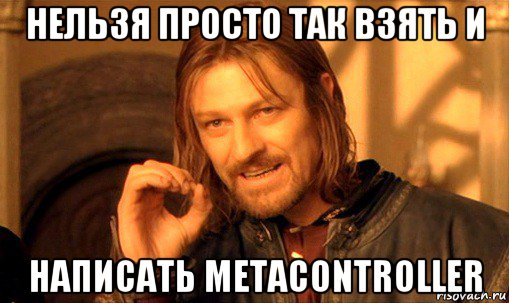 НЕЛЬЗЯ ПРОСТО ТАК ВЗЯТЬ И
НАПИСАТЬ METACONTROLLER
risovach.ru